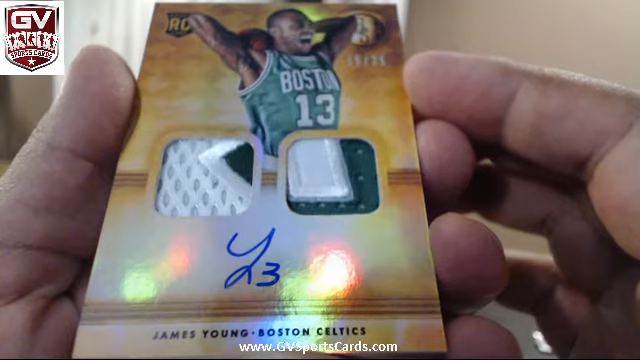 GV
SPORTS CARDS
RC
BOSTON
13
JAMES YOUNG • BOSTON CELTICS
www.GVSportsCards.com